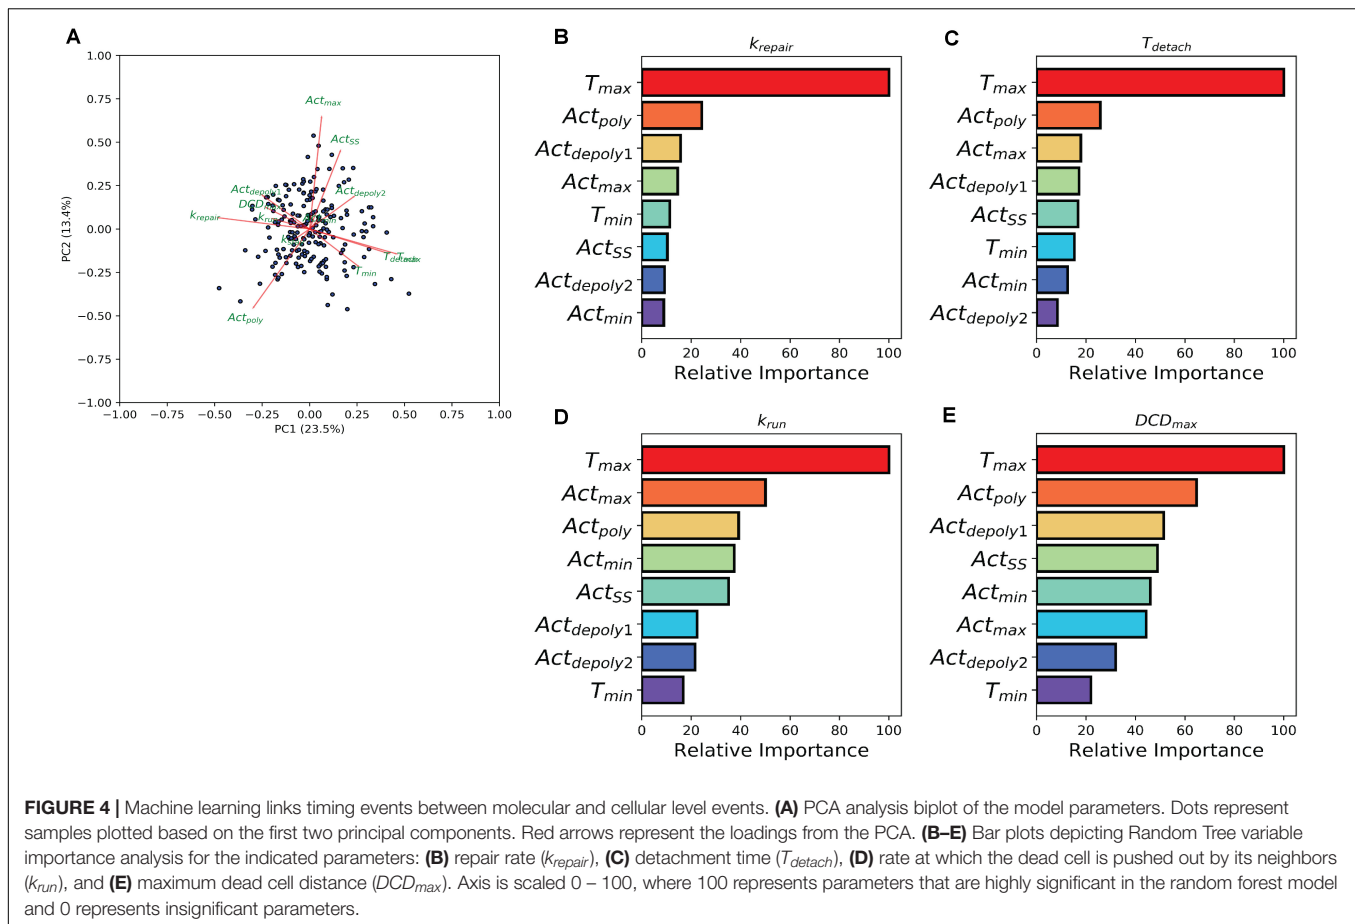 A
1.00
0.75
0.50
0.25
0.00
−0.25
−0.50
−0.75
−1.00
PC2 (13.4%)
Act_max
Act_SS
Act_depoly1
Act_depoly2
k_repair
T_min
Act_poly
−1.00 −0.75 −0.50 −0.25 0.00 0.25 0.50 0.75 1.00
PC1 (23.5%)
B
k_repair
T_max
Act_poly
Act_depoly1
Act_max
T_min
Act_SS
Act_depoly2
Act_min
0 20 40 60 80 100
Relative Importance
C
T_detach
T_max
Act_poly
Act_max
Act_depoly1
Act_SS
T_min
Act_min
Act_depoly2
0 20 40 60 80 100
Relative Importance
D
k_run
T_max
Act_max
Act_poly
Act_min
Act_SS
Act_depoly1
Act_depoly2
T_min
0 20 40 60 80 100
Relative Importance
E
DCD_max
T_max
Act_poly
Act_depoly1
Act_SS
Act_min
Act_max
Act_depoly2
T_min
0 20 40 60 80 100
Relative Importance
FIGURE 4 | Machine learning links timing events between molecular and cellular level events. (A) PCA analysis biplot of the model parameters. Dots represent
samples plotted based on the first two principal components. Red arrows represent the loadings from the PCA. (B–E) Bar plots depicting Random Tree variable
importance analysis for the indicated parameters: (B) repair rate (k_repair), (C) detachment time (T_detach), (D) rate at which the dead cell is pushed out by its neighbors
(k_run), and (E) maximum dead cell distance (DCD_max). Axis is scaled 0 – 100, where 100 represents parameters that are highly significant in the random forest model
and 0 represents insignificant parameters.